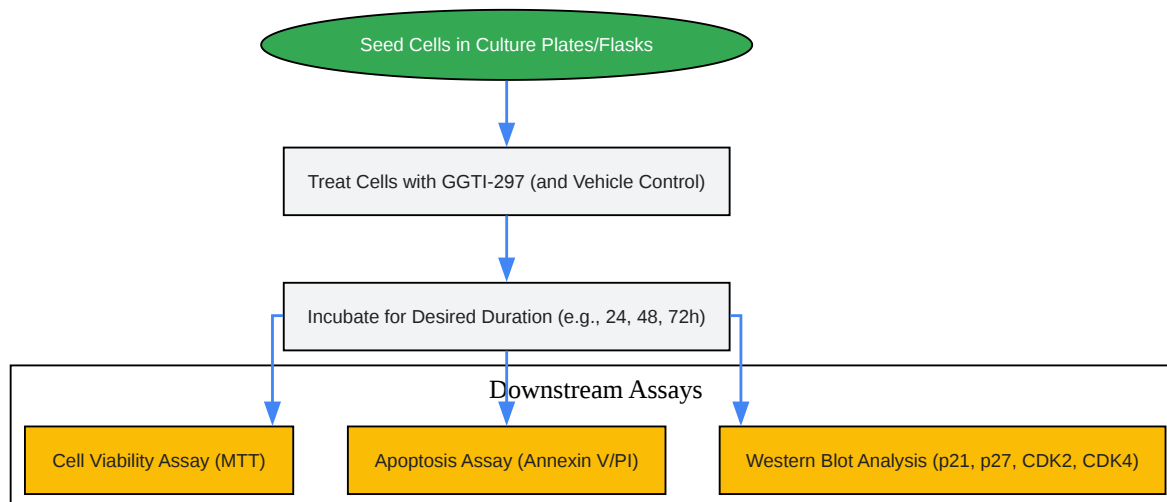 Seed Cells in Culture Plates/Flasks
Treat Cells with GGTI-297 (and Vehicle Control)
Incubate for Desired Duration (e.g., 24, 48, 72h)
Downstream Assays
Cell Viability Assay (MTT)
Apoptosis Assay (Annexin V/PI)
Western Blot Analysis (p21, p27, CDK2, CDK4)